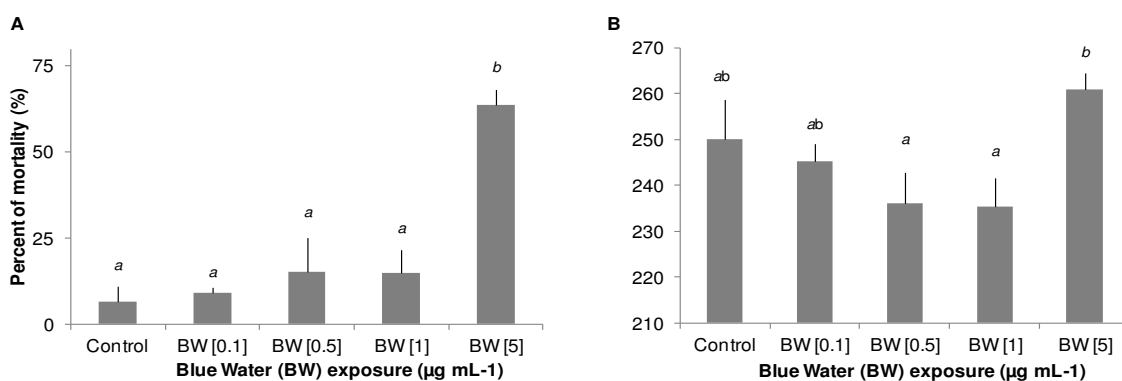 A
Percent of mortality (%)
75
50
25
0
a
a
a
a
b
Control
BW [0.1]
BW [0.5]
BW [1]
BW [5]
Blue Water (BW) exposure (µg mL-1)
B
270
260
250
240
230
220
210
ab
ab
a
a
b
Control
BW [0.1]
BW [0.5]
BW [1]
BW [5]
Blue Water (BW) exposure (µg mL-1)